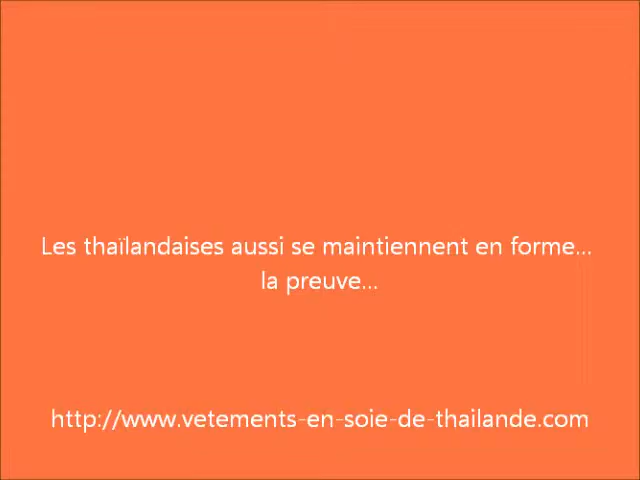 Les thaïlandaises aussi se maintiennent en forme...
la preuve...
http://www.vetements-en-soie-de-thailande.com